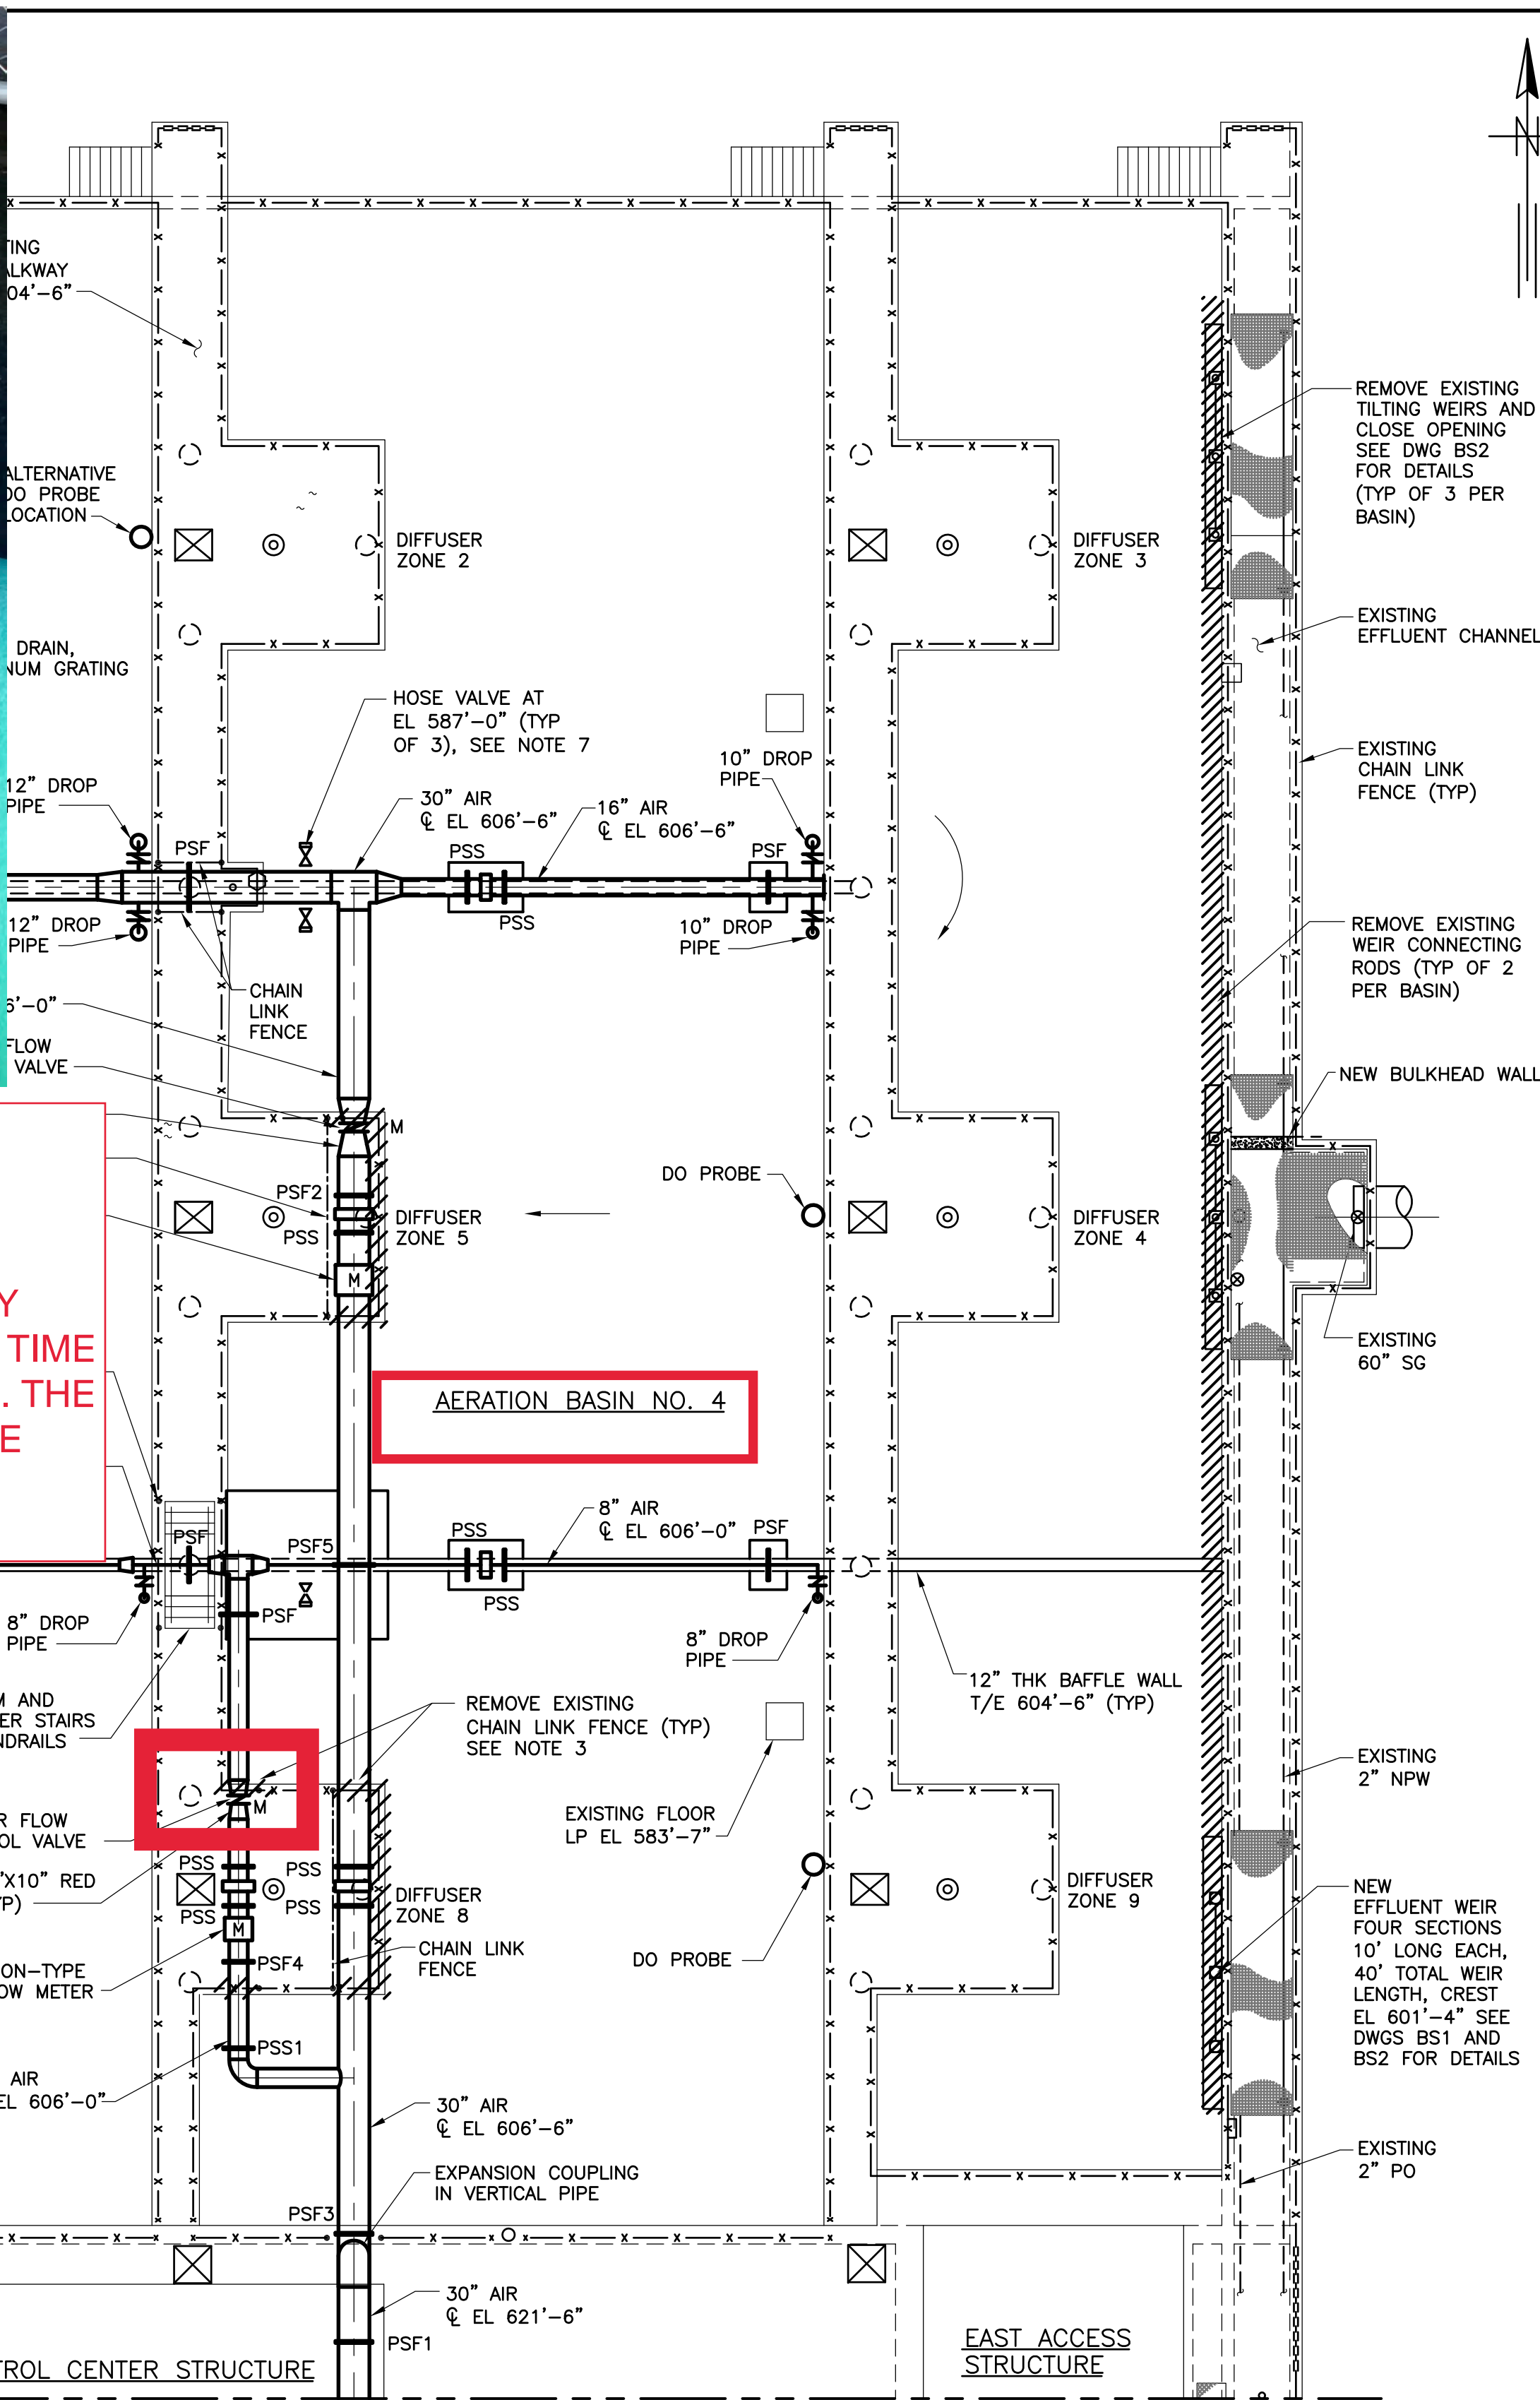 N
ALTERNATIVE
DO PROBE
LOCATION
DIFFUSER
ZONE 2
DIFFUSER
ZONE 3
REMOVE EXISTING
TILTING WEIRS AND
CLOSE OPENING
SEE DWG BS2
FOR DETAILS
(TYP OF 3 PER
BASIN)
EXISTING
EFFLUENT CHANNEL
DRAIN,
GRATING
HOSE VALVE AT
EL 587'-0" (TYP
OF 3), SEE NOTE 7
12" DROP
PIPE
30" AIR
℄ EL 606'-6"
16" AIR
℄ EL 606'-6"
10" DROP
PIPE
EXISTING
CHAIN LINK
FENCE (TYP)
PSF
PSS
PSF
PSS
12" DROP
PIPE
10" DROP
PIPE
REMOVE EXISTING
WEIR CONNECTING
RODS (TYP OF 2
PER BASIN)
CHAIN
LINK
FENCE
6'-0"
FLOW
VALVE
NEW BULKHEAD WALL
M
DO PROBE
PSF2
PSS
DIFFUSER
ZONE 5
DIFFUSER
ZONE 4
M
Y
TIME
. THE
E
EXISTING
60" SG
AERATION BASIN NO. 4
8" AIR
℄ EL 606'-0"
PSF
PSF5
PSS
PSF
PSS
PSF
8" DROP
PIPE
8" DROP
PIPE
12" THK BAFFLE WALL
T/E 604'-6" (TYP)
M AND
ER STAIRS
NDRAILS
REMOVE EXISTING
CHAIN LINK FENCE (TYP)
SEE NOTE 3
EXISTING
2" NPW
M
R FLOW
OL VALVE
EXISTING FLOOR
LP EL 583'-7"
"X10" RED
P)
PSS
PSS
PSS
PSS
DIFFUSER
ZONE 8
DIFFUSER
ZONE 9
NEW
EFFLUENT WEIR
FOUR SECTIONS
10' LONG EACH,
40' TOTAL WEIR
LENGTH, CREST
EL 601'-4" SEE
DWGS BS1 AND
BS2 FOR DETAILS
M
CHAIN LINK
FENCE
DO PROBE
ON-TYPE
OW METER
PSF4
PSS1
AIR
EL 606'-0"
30" AIR
℄ EL 606'-6"
EXPANSION COUPLING
IN VERTICAL PIPE
EXISTING
2" PO
PSF3
30" AIR
℄ EL 621'-6"
PSF1
TROL CENTER STRUCTURE
EAST ACCESS
STRUCTURE